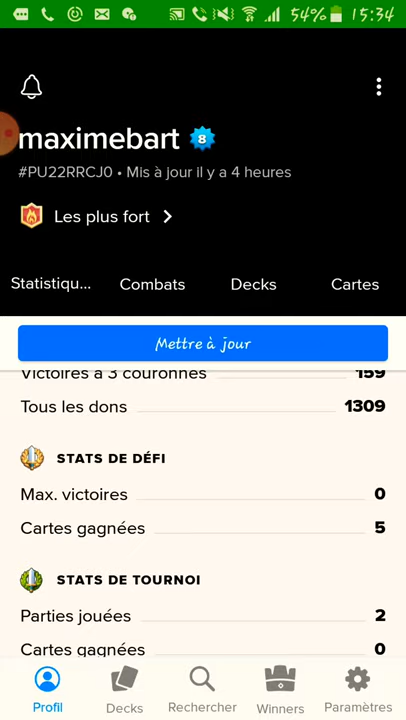 54% 15:34
maximebart 8
#PU22RRCJ0 • Mis à jour il y a 4 heures
Les plus fort
Statistiqu... Combats Decks Cartes
Mettre à jour
Victoires à 3 couronnes 159
Tous les dons 1309
STATS DE DÉFI
Max. victoires 0
Cartes gagnées 5
STATS DE TOURNOI
Parties jouées 2
Cartes gagnées 0
Profil Decks Rechercher Winners Paramètres